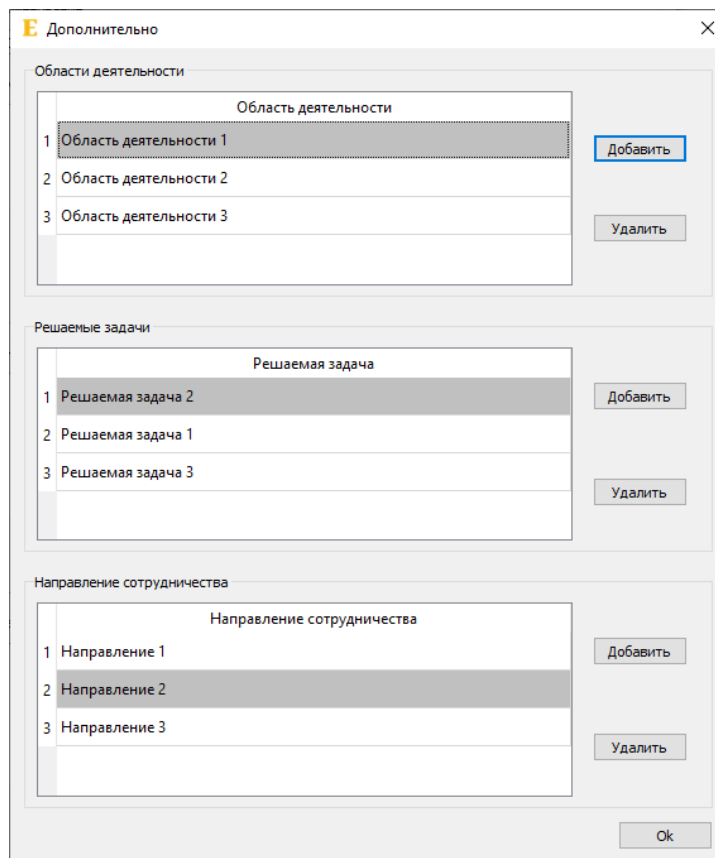 E Дополнительно
Области деятельности
Область деятельности
1 Область деятельности 1
Добавить
2 Область деятельности 2
3 Область деятельности 3
Удалить
Решаемые задачи
Решаемая задача
1 Решаемая задача 2
Добавить
2 Решаемая задача 1
3 Решаемая задача 3
Удалить
Направление сотрудничества
Направление сотрудничества
1 Направление 1
Добавить
2 Направление 2
3 Направление 3
Удалить
Ok